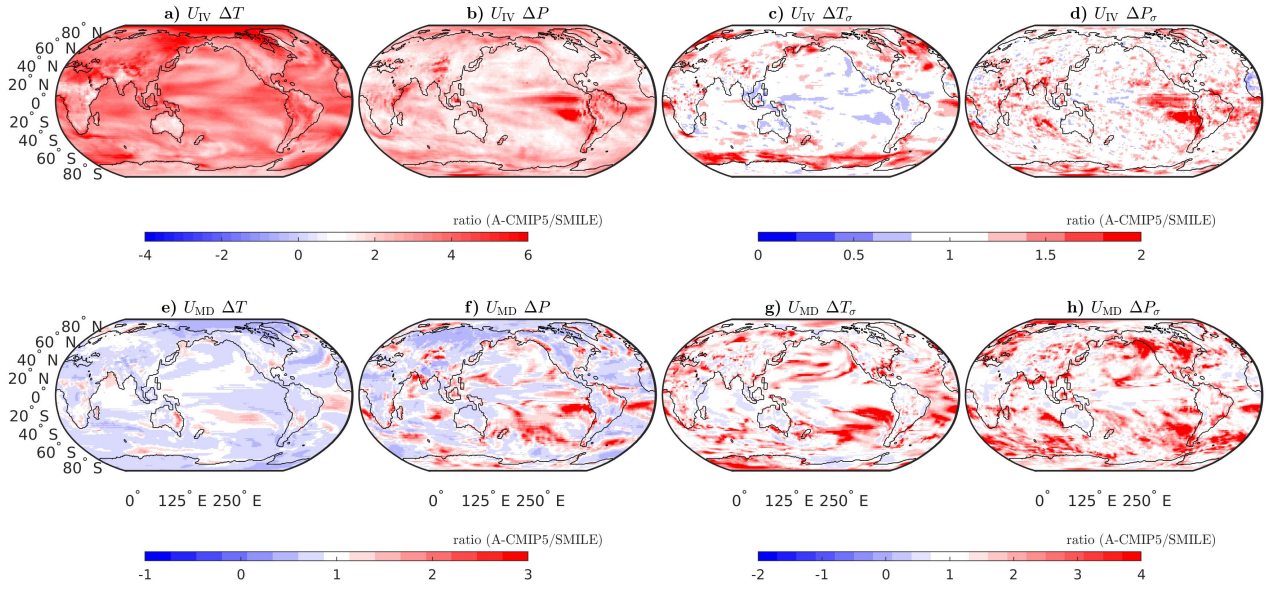 a) U_IV ΔT
b) U_IV ΔP
c) U_IV ΔT_σ
d) U_IV ΔP_σ
80° N
60° N
40° N
20° N
0° N
20° S
40° S
60° S
80° S
ratio (A-CMIP5/SMILE)
-4 -2 0 2 4 6
ratio (A-CMIP5/SMILE)
0 0.5 1 1.5 2
e) U_MD ΔT
f) U_MD ΔP
g) U_MD ΔT_σ
h) U_MD ΔP_σ
80° N
60° N
40° N
20° N
0° N
20° S
40° S
60° S
80° S
0° 125° E 250° E
0° 125° E 250° E
0° 125° E 250° E
0° 125° E 250° E
ratio (A-CMIP5/SMILE)
-1 0 1 2 3
ratio (A-CMIP5/SMILE)
-2 -1 0 1 2 3 4